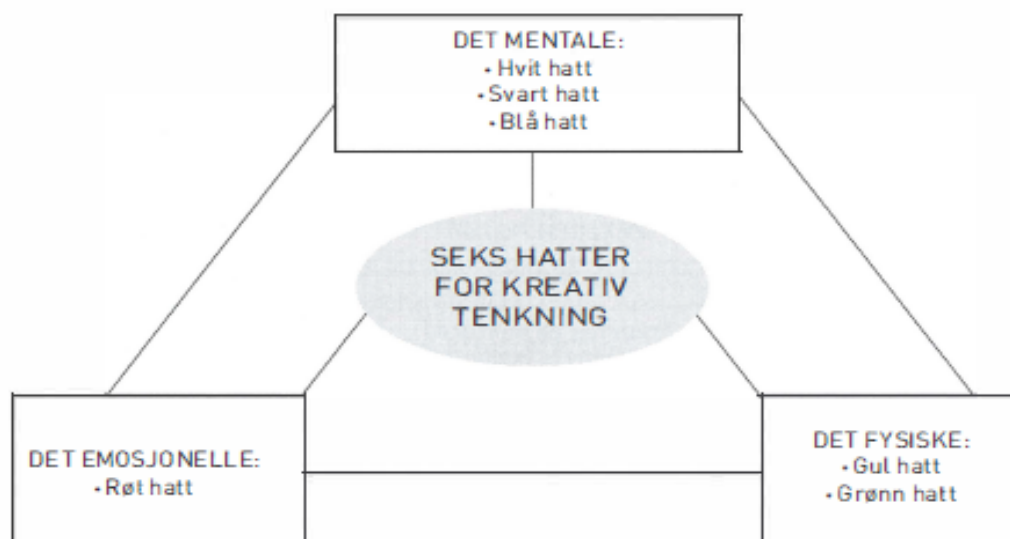 DET MENTALE:
• Hvit hatt
• Svart hatt
• Blå hatt
SEKS HATTER
FOR KREATIV
TENKNING
DET EMOSJONELLE:
• Røt hatt
DET FYSISKE:
• Gul hatt
• Grønn hatt